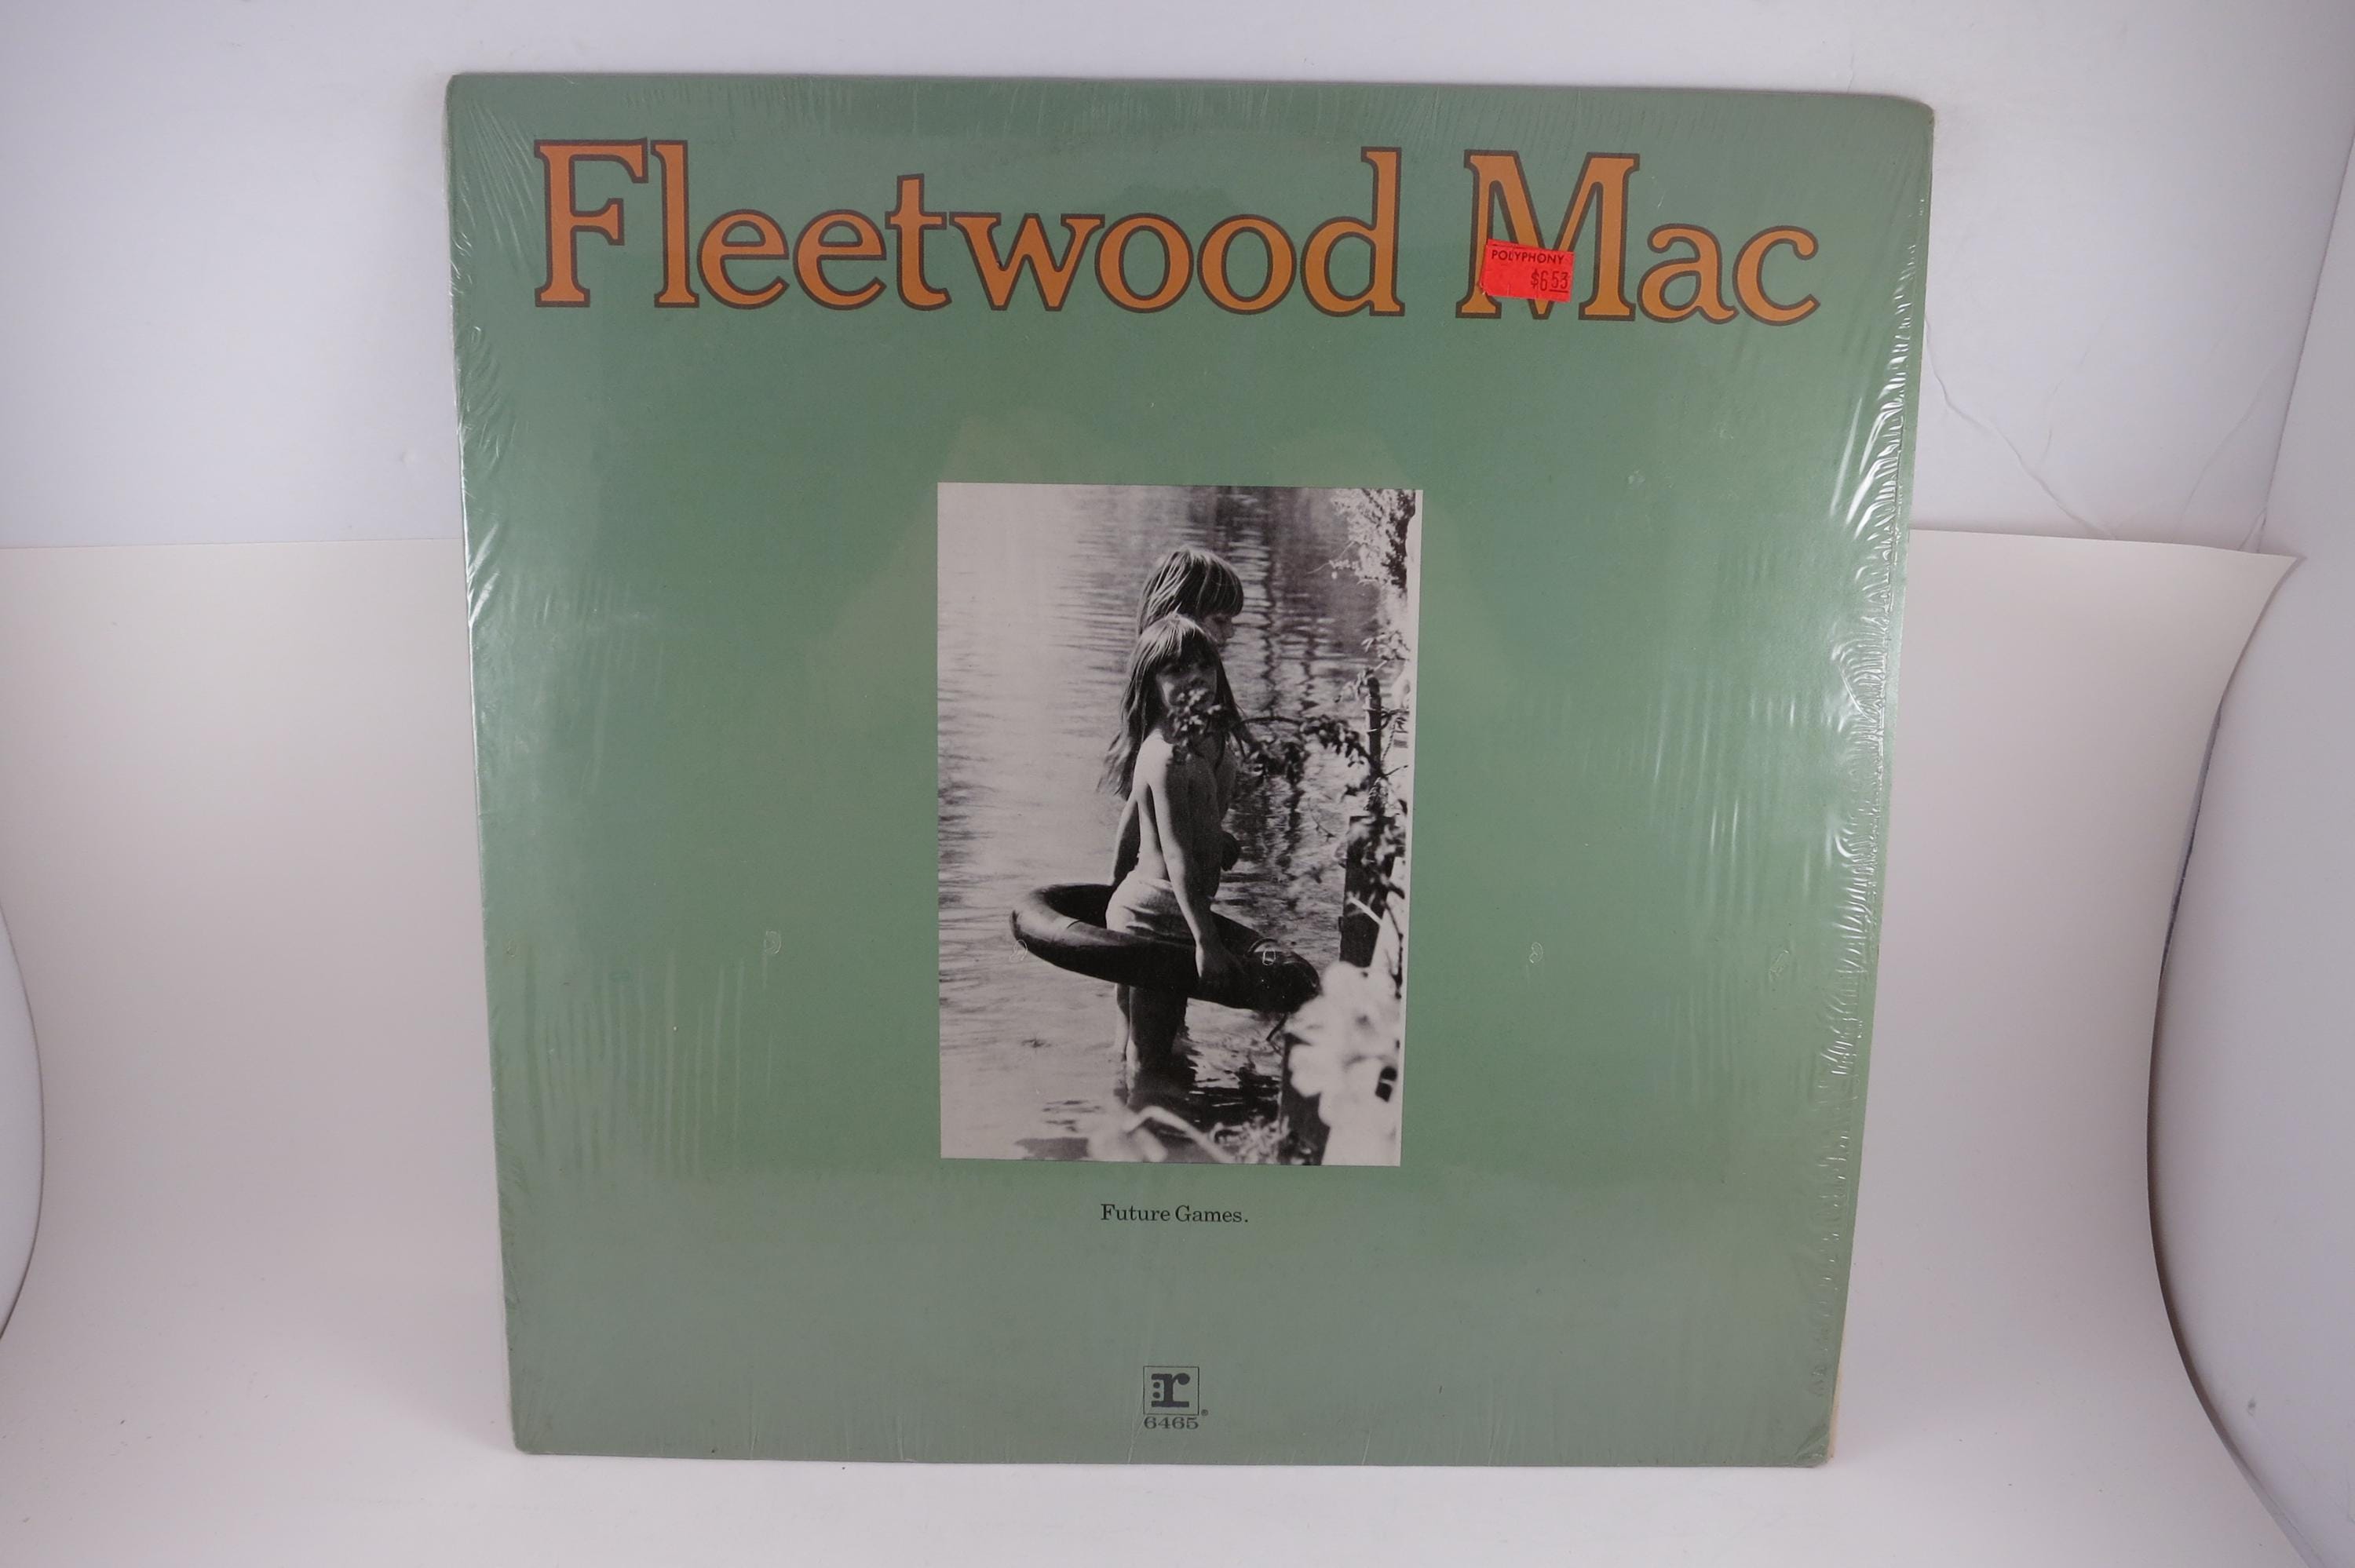 Fleetwood Mac
POLYPHONY
$6.53
Future Games.
r
6465